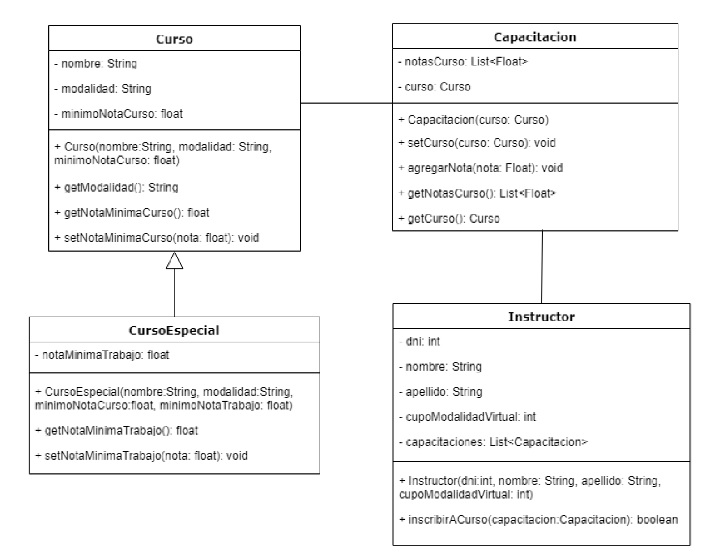 Curso
- nombre: String
- modalidad: String
- minimoNotaCurso: float
+ Curso(nombre:String, modalidad: String,
minimoNotaCurso: float)
+ getModalidad(): String
+ getNotaMinimaCurso(): float
+ setNotaMinimaCurso(nota: float): void
Capacitacion
- notasCurso: List<Float>
- curso: Curso
+ Capacitacion(curso: Curso)
+ setCurso(curso: Curso): void
+ agregarNota(nota: Float): void
+ getNotasCurso(): List<Float>
+ getCurso(): Curso
CursoEspecial
- notaMinimaTrabajo: float
+ CursoEspecial(nombre:String, modalidad:String,
minimoNotaCurso:float, minimoNotaTrabajo: float)
+ getNotaMinimaTrabajo(): float
+ setNotaMinimaTrabajo(nota: float): void
Instructor
- dni: int
- nombre: String
- apellido: String
- cupoModalidadVirtual: int
- capacitaciones: List<Capacitacion>
+ Instructor(dni:int, nombre: String, apellido: String,
cupoModalidadVirtual: int)
+ inscribirACurso(capacitacion:Capacitacion): boolean